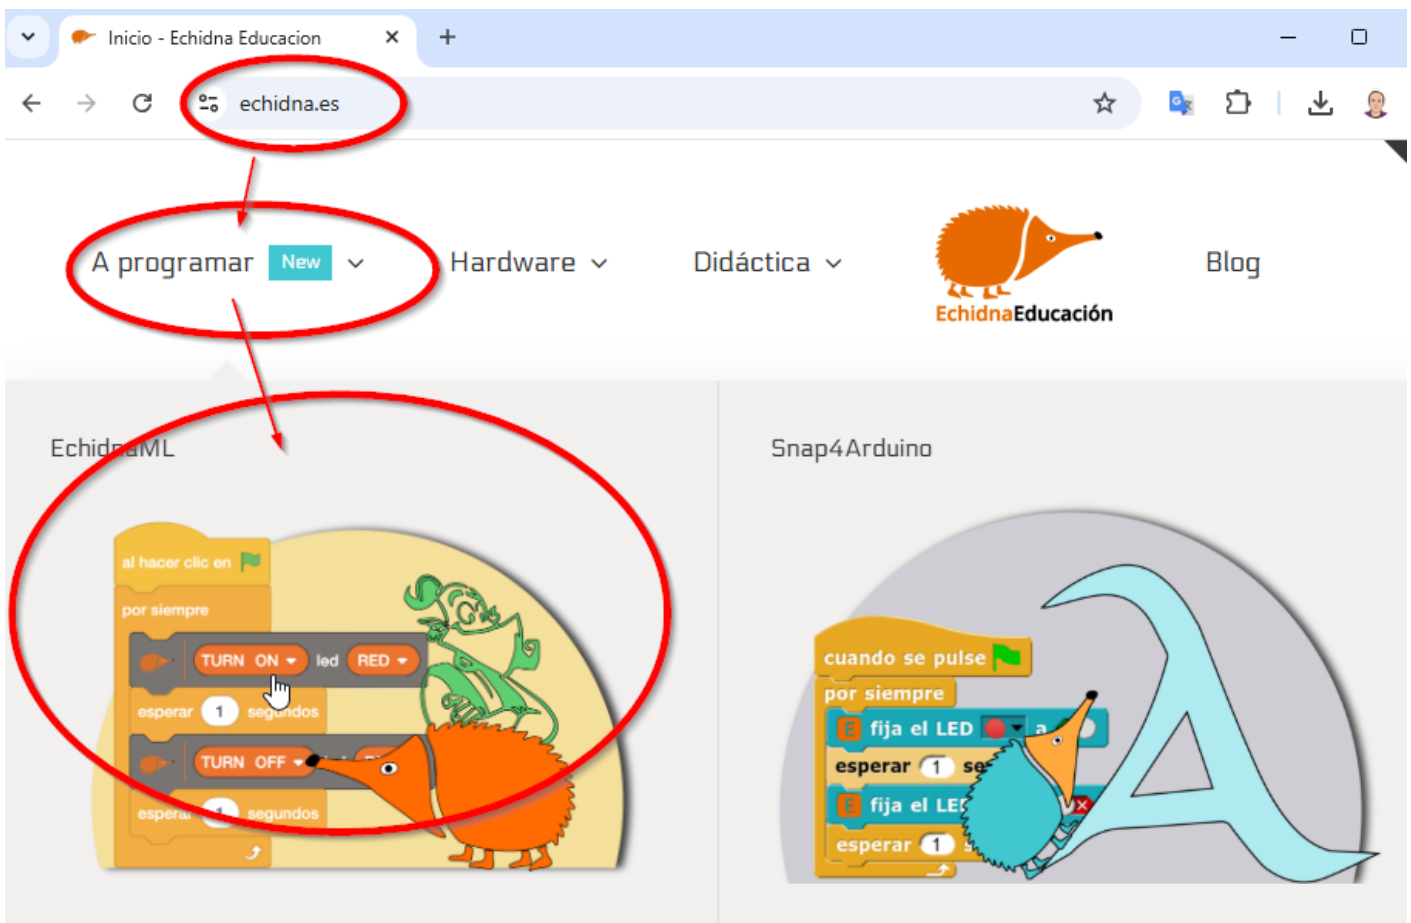 Inicio - Echidna Educacion
echidna.es
A programar New
Hardware
Didáctica
EchidnaEducación
Blog
EchidnaML
al hacer clic en
por siempre
TURN ON led RED
esperar 1 segundos
TURN OFF
esperar 1 segundos
Snap4Arduino
cuando se pulse
por siempre
E fija el LED a
esperar 1
E fija el LED
esperar 1